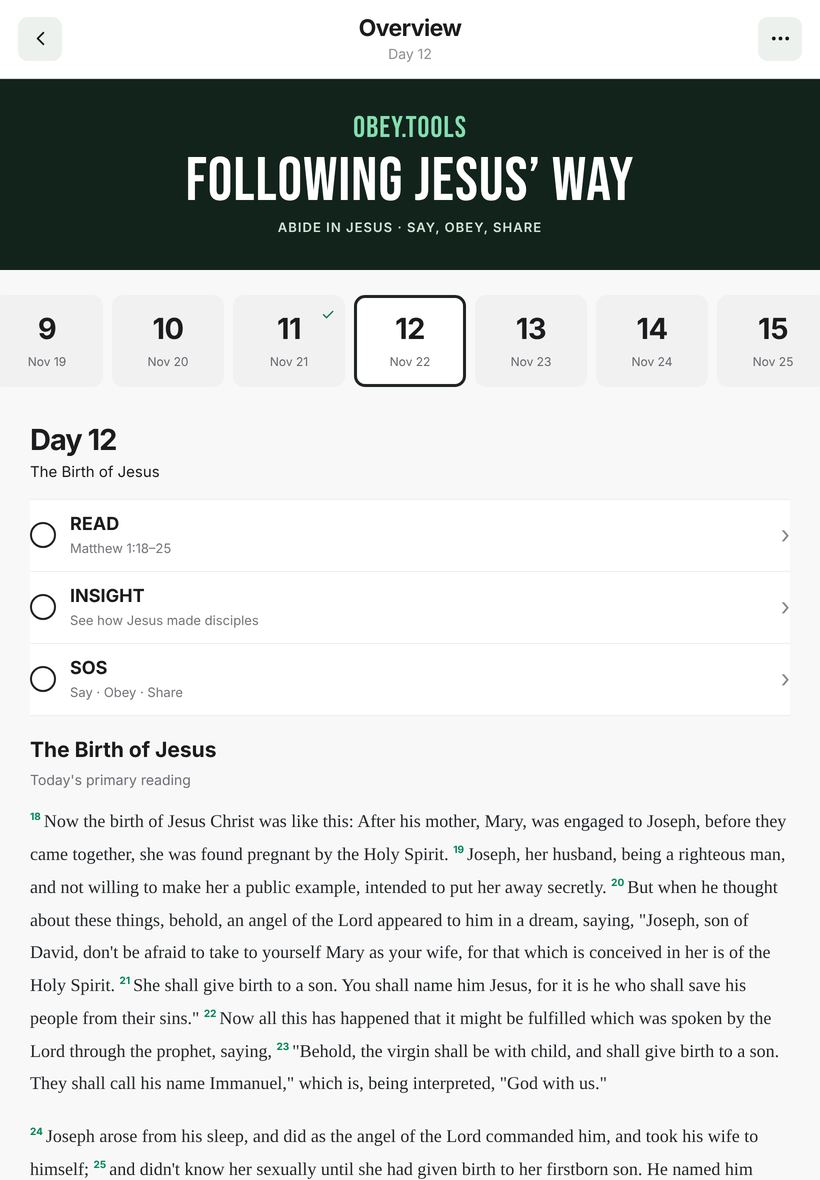 Overview
Day 12
OBEY.TOOLS
FOLLOWING JESUS’ WAY
ABIDE IN JESUS · SAY, OBEY, SHARE
9
Nov 19
10
Nov 20
11
Nov 21
12
Nov 22
13
Nov 23
14
Nov 24
15
Nov 25
Day 12
The Birth of Jesus
READ
Matthew 1:18–25
INSIGHT
See how Jesus made disciples
SOS
Say · Obey · Share
The Birth of Jesus
Today's primary reading
18 Now the birth of Jesus Christ was like this: After his mother, Mary, was engaged to Joseph, before they
came together, she was found pregnant by the Holy Spirit. 19 Joseph, her husband, being a righteous man,
and not willing to make her a public example, intended to put her away secretly. 20 But when he thought
about these things, behold, an angel of the Lord appeared to him in a dream, saying, "Joseph, son of
David, don't be afraid to take to yourself Mary as your wife, for that which is conceived in her is of the
Holy Spirit. 21 She shall give birth to a son. You shall name him Jesus, for it is he who shall save his
people from their sins." 22 Now all this has happened that it might be fulfilled which was spoken by the
Lord through the prophet, saying, 23 "Behold, the virgin shall be with child, and shall give birth to a son.
They shall call his name Immanuel," which is, being interpreted, "God with us."
24 Joseph arose from his sleep, and did as the angel of the Lord commanded him, and took his wife to
himself; 25 and didn't know her sexually until she had given birth to her firstborn son. He named him